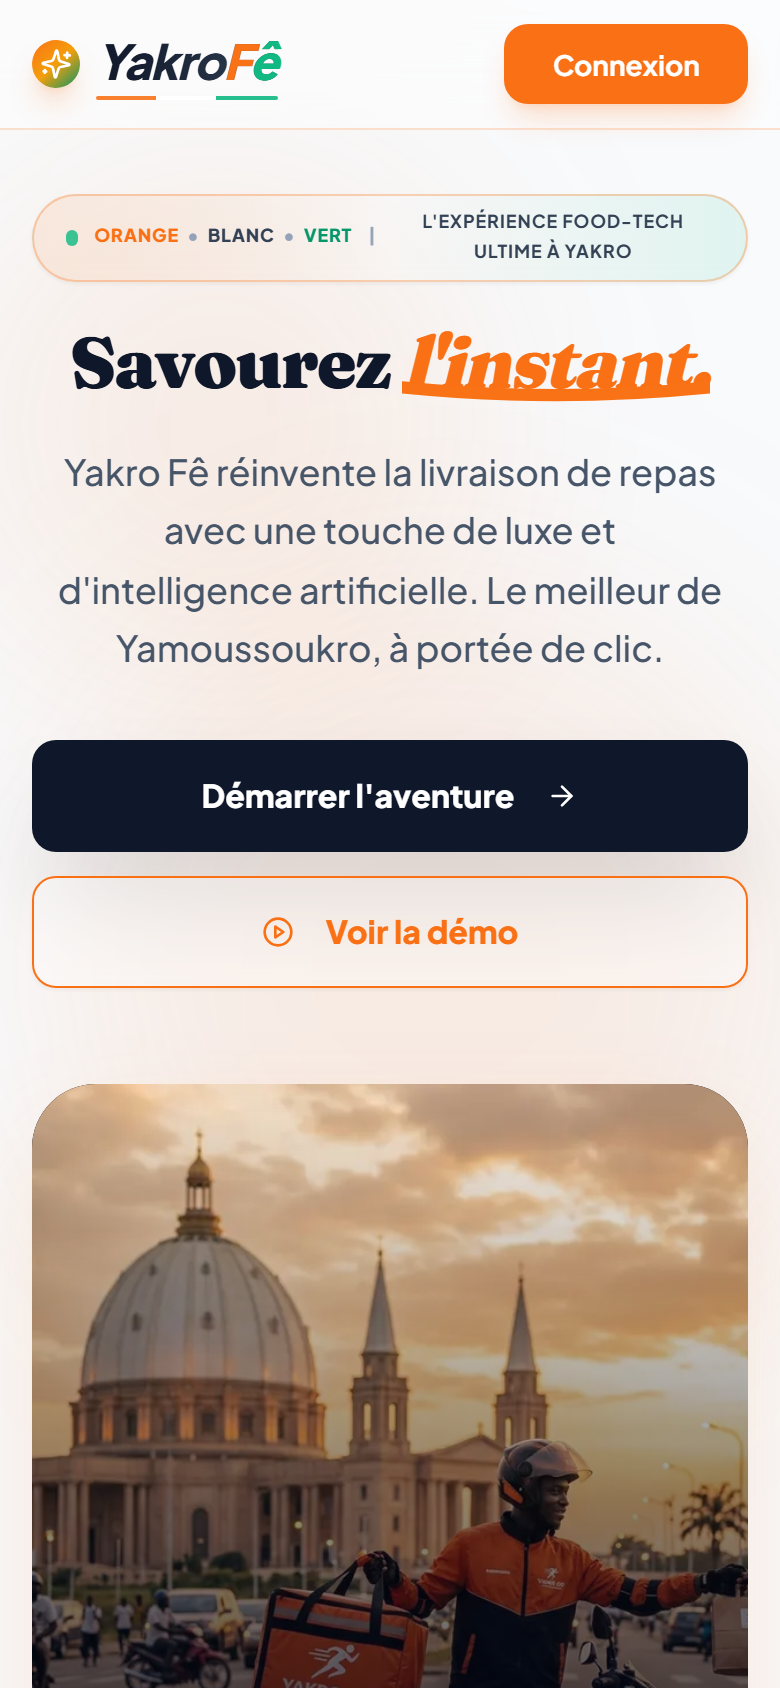 YakroFê
Connexion
ORANGE • BLANC • VERT |
L'EXPÉRIENCE FOOD-TECH
ULTIME À YAKRO
Savourez l'instant.
Yakro Fê réinvente la livraison de repas
avec une touche de luxe et
d'intelligence artificielle. Le meilleur de
Yamoussoukro, à portée de clic.
Démarrer l'aventure →
Voir la démo